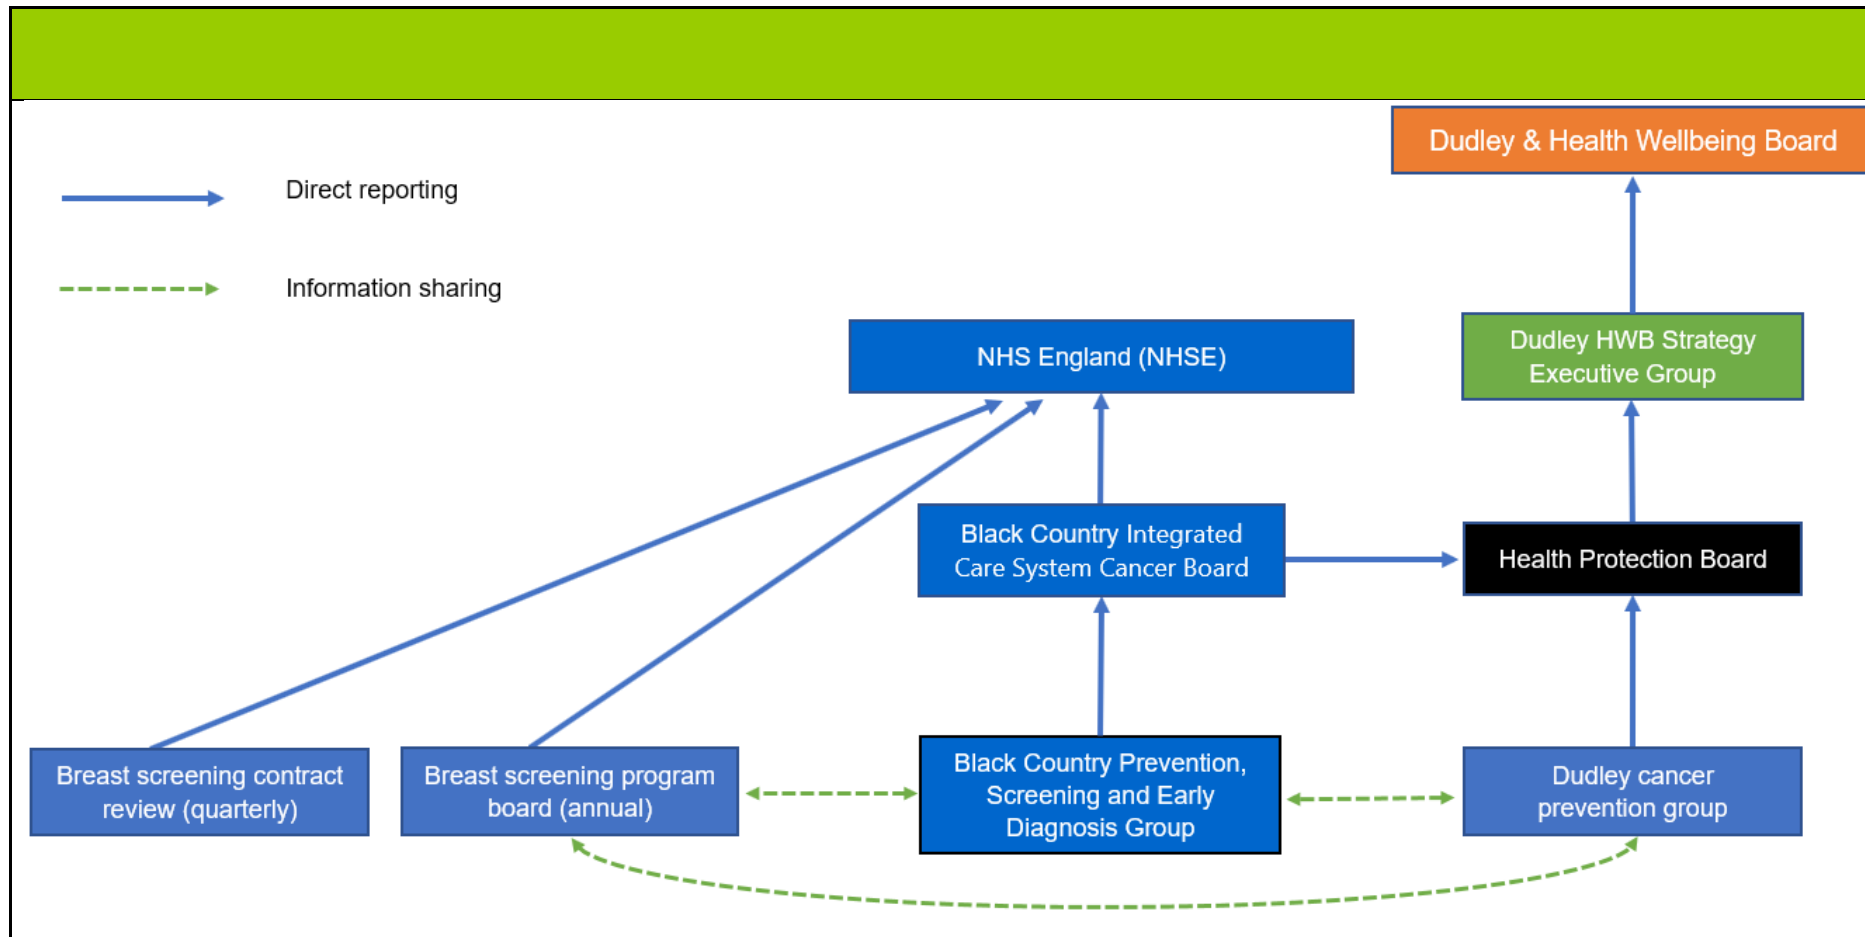 Dudley & Health Wellbeing Board
Direct reporting
Information sharing
NHS England (NHSE)
Dudley HWB Strategy
Executive Group
Black Country Integrated
Care System Cancer Board
Health Protection Board
Breast screening contract
review (quarterly)
Breast screening program
board (annual)
Black Country Prevention,
Screening and Early
Diagnosis Group
Dudley cancer
prevention group